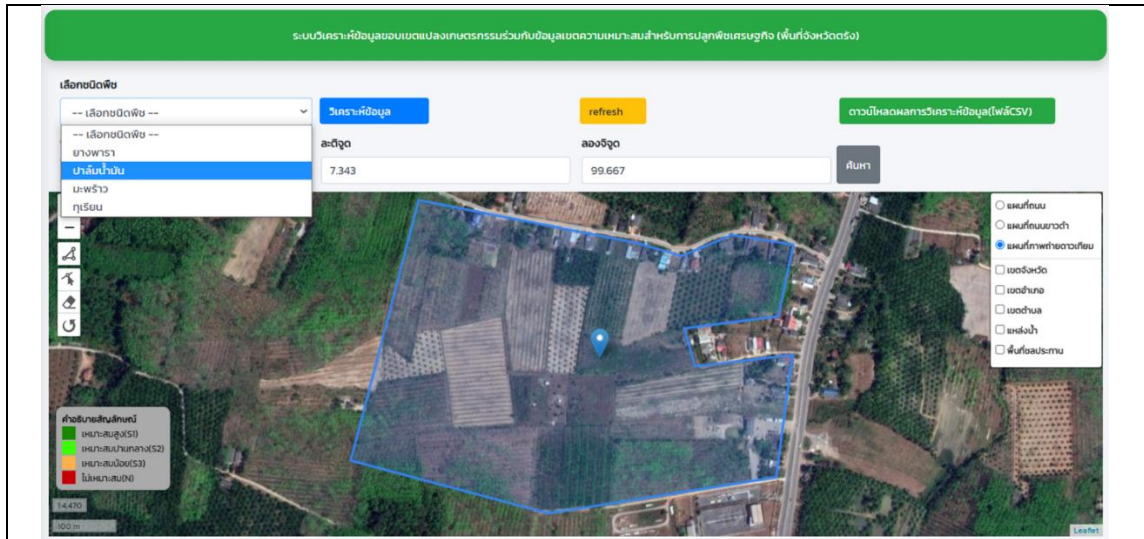 ระบบวิเคราะห์ข้อมูลขอบเขตแปลงเกษตรกรรมร่วมกับข้อมูลเขตความเหมาะสมสำหรับการปลูกพืชเศรษฐกิจ (พื้นที่จังหวัดตรัง)
เลือกชนิดพืช
-- เลือกชนิดพืช --
วิเคราะห์ข้อมูล
refresh
ดาวน์โหลดผลการวิเคราะห์ข้อมูล(ไฟล์CSV)
-- เลือกชนิดพืช --
ยางพารา
ปาล์มน้ำมัน
มะพร้าว
ทุเรียน
ละติจูด
ลองจิจูด
7.343
99.667
ค้นหา
แผนที่ถนน
แผนที่ถนนขาวดำ
แผนที่ภาพถ่ายดาวเทียม
เขตจังหวัด
เขตอำเภอ
เขตตำบล
แหล่งน้ำ
พื้นที่ชลประทาน
คำอธิบายสัญลักษณ์
เหมาะสมสูง(S1)
เหมาะสมปานกลาง(S2)
เหมาะสมน้อย(S3)
ไม่เหมาะสม(N)
1:4,470
100 m
Leaflet